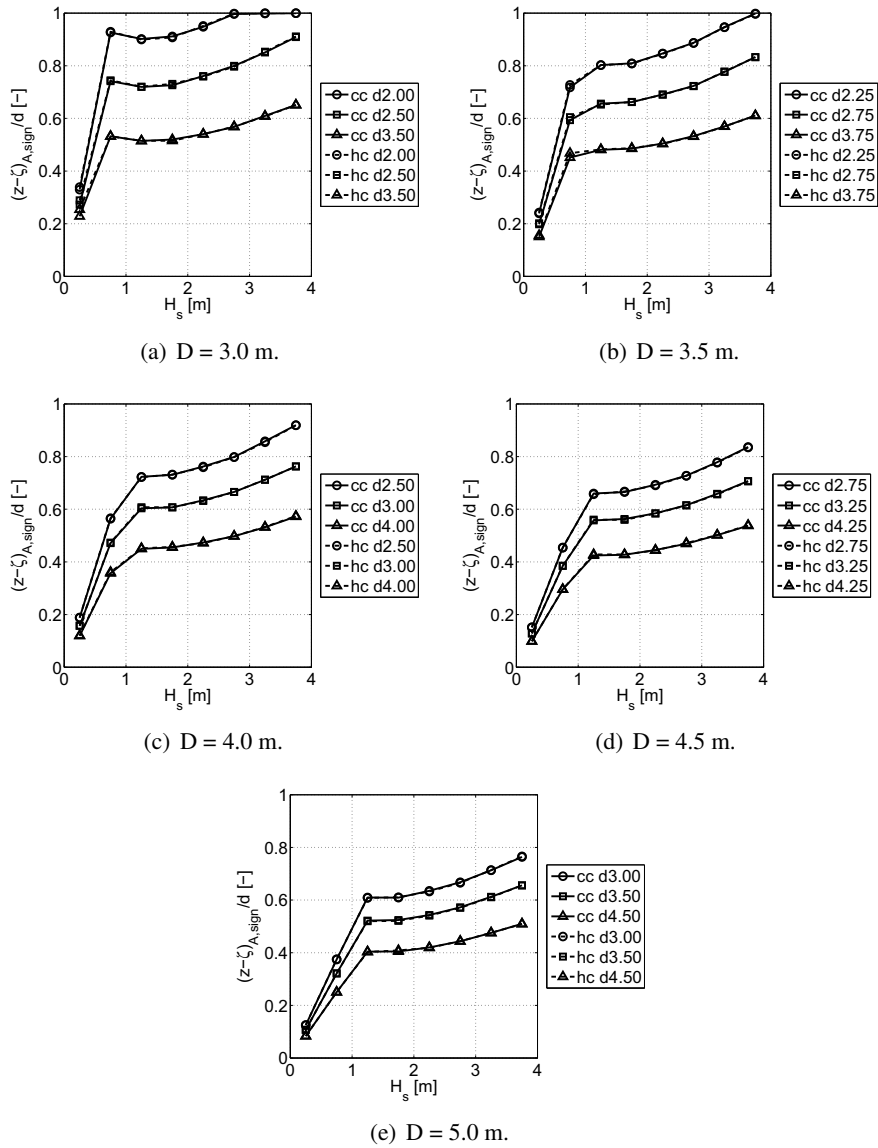 1
0.8
0.6
0.4
0.2
0
0 1 2 3 4
(z−ζ)A,sign/d [−]
H_s [m]
cc d2.00
cc d2.50
cc d3.50
hc d2.00
hc d2.50
hc d3.50
(a) D = 3.0 m.
1
0.8
0.6
0.4
0.2
0
0 1 2 3 4
(z−ζ)A,sign/d [−]
H_s [m]
cc d2.25
cc d2.75
cc d3.75
hc d2.25
hc d2.75
hc d3.75
(b) D = 3.5 m.
1
0.8
0.6
0.4
0.2
0
0 1 2 3 4
(z−ζ)A,sign/d [−]
H_s [m]
cc d2.50
cc d3.00
cc d4.00
hc d2.50
hc d3.00
hc d4.00
(c) D = 4.0 m.
1
0.8
0.6
0.4
0.2
0
0 1 2 3 4
(z−ζ)A,sign/d [−]
H_s [m]
cc d2.75
cc d3.25
cc d4.25
hc d2.75
hc d3.25
hc d4.25
(d) D = 4.5 m.
1
0.8
0.6
0.4
0.2
0
0 1 2 3 4
(z−ζ)A,sign/d [−]
H_s [m]
cc d3.00
cc d3.50
cc d4.50
hc d3.00
hc d3.50
hc d4.50
(e) D = 5.0 m.